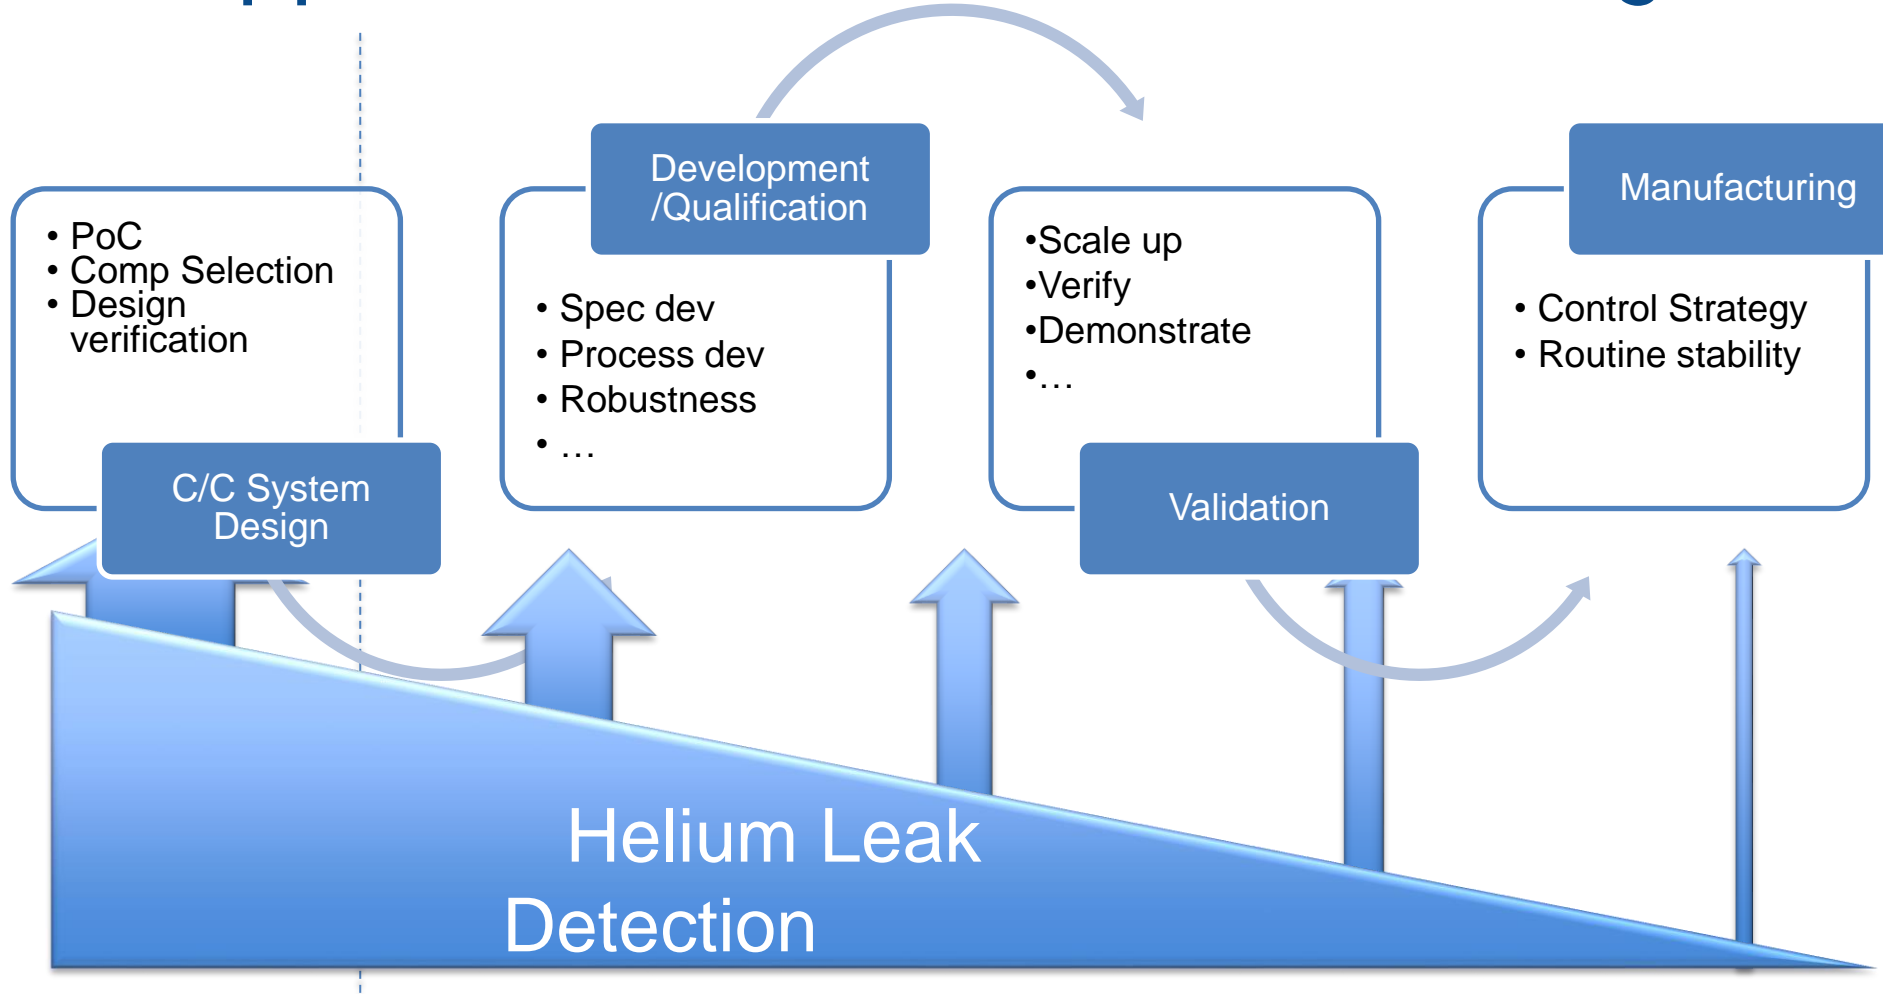 • PoC
• Comp Selection
• Design
verification
C/C System
Design
Development
/Qualification
• Spec dev
• Process dev
• Robustness
• …
•Scale up
•Verify
•Demonstrate
•…
Validation
Manufacturing
• Control Strategy
• Routine stability
Helium Leak
Detection